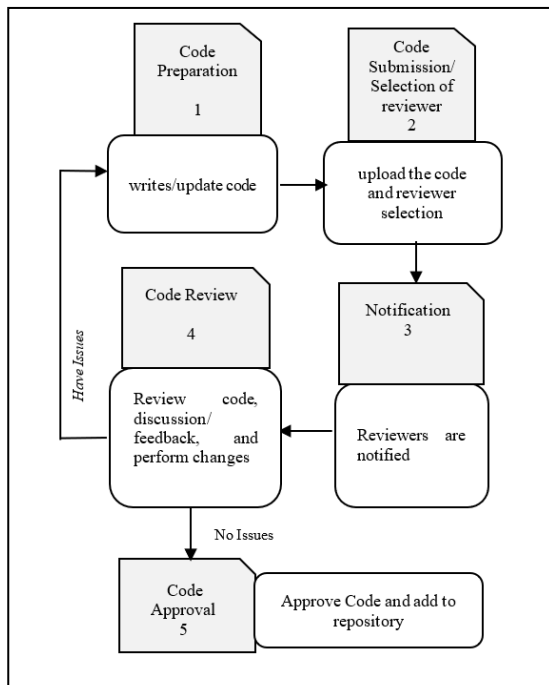 Code
Preparation
1
writes/update code
Code
Submission/
Selection of
reviewer
2
upload the code
and reviewer
selection
Notification
3
Reviewers are
notified
Code Review
4
Review code,
discussion/
feedback, and
perform changes
Have Issues
No Issues
Code
Approval
5
Approve Code and add to
repository